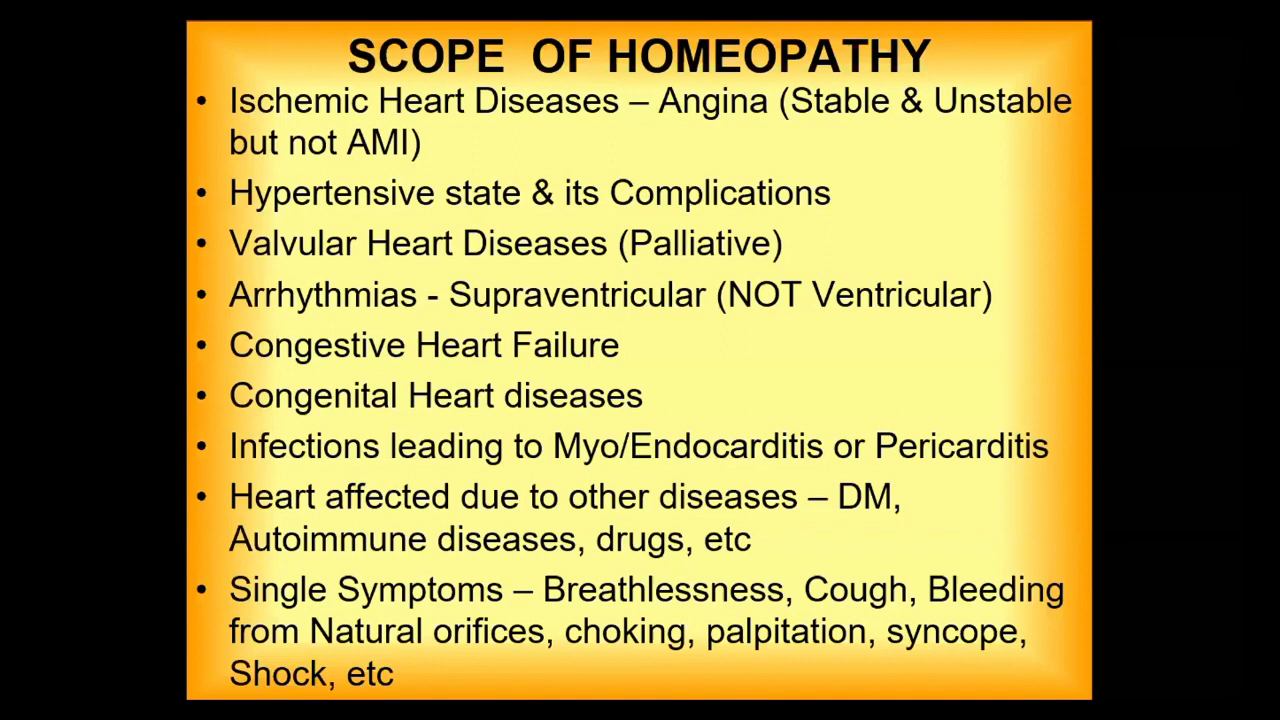 SCOPE OF HOMEOPATHY
• Ischemic Heart Diseases – Angina (Stable & Unstable
but not AMI)
• Hypertensive state & its Complications
• Valvular Heart Diseases (Palliative)
• Arrhythmias - Supraventricular (NOT Ventricular)
• Congestive Heart Failure
• Congenital Heart diseases
• Infections leading to Myo/Endocarditis or Pericarditis
• Heart affected due to other diseases – DM,
Autoimmune diseases, drugs, etc
• Single Symptoms – Breathlessness, Cough, Bleeding
from Natural orifices, choking, palpitation, syncope,
Shock, etc